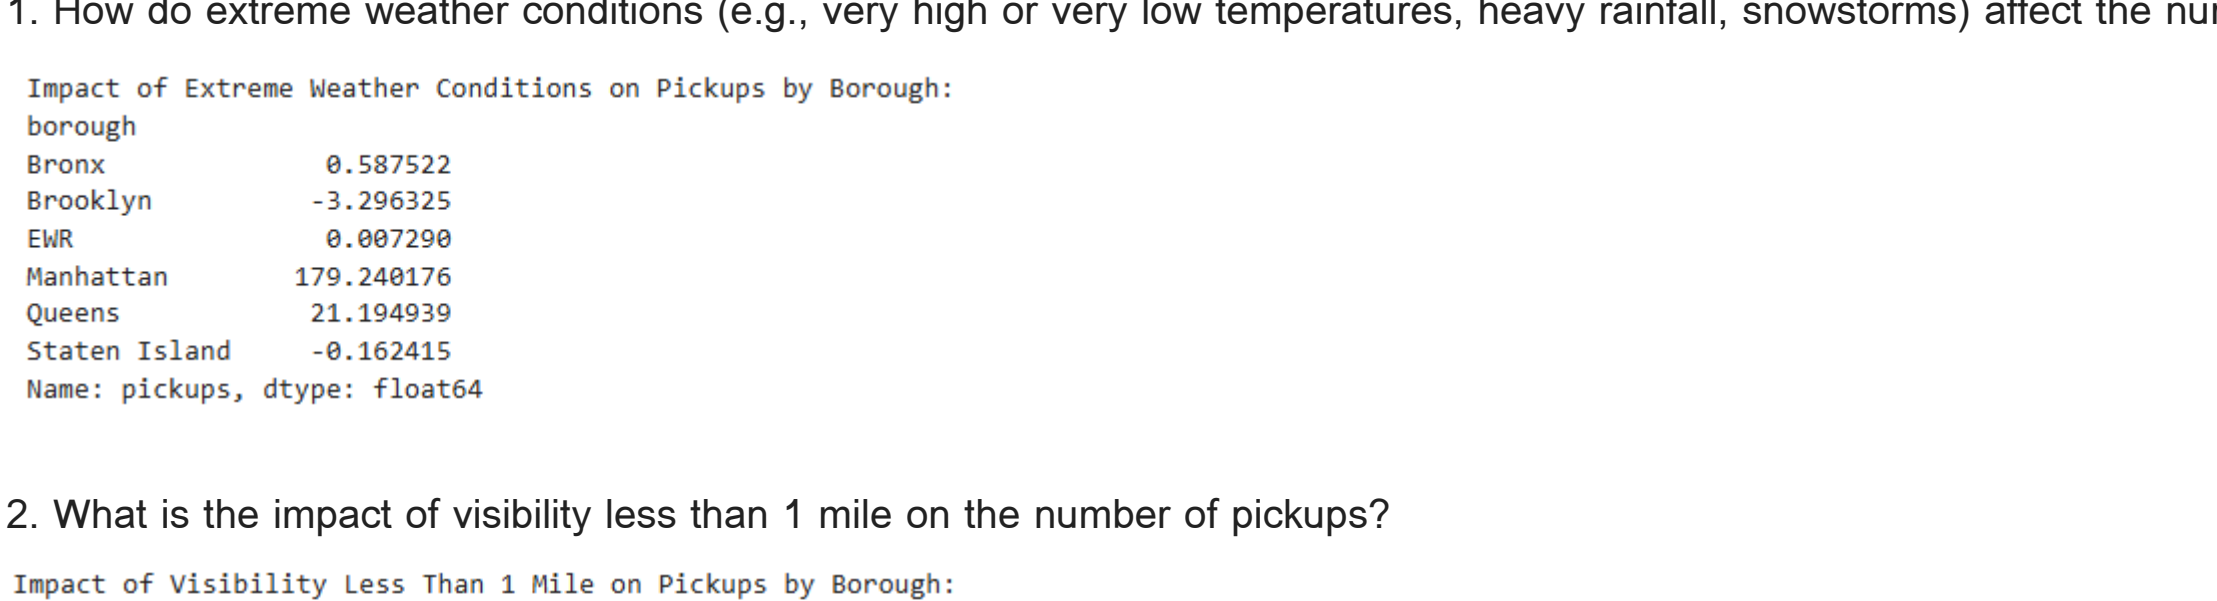 1. How do extreme weather conditions (e.g., very high or very low temperatures, heavy rainfall, snowstorms) affect the
Impact of Extreme Weather Conditions on Pickups by Borough:
borough
Bronx 0.587522
Brooklyn -3.296325
EWR 0.007290
Manhattan 179.240176
Queens 21.194939
Staten Island -0.162415
Name: pickups, dtype: float64
2. What is the impact of visibility less than 1 mile on the number of pickups?
Impact of Visibility Less Than 1 Mile on Pickups by Borough: